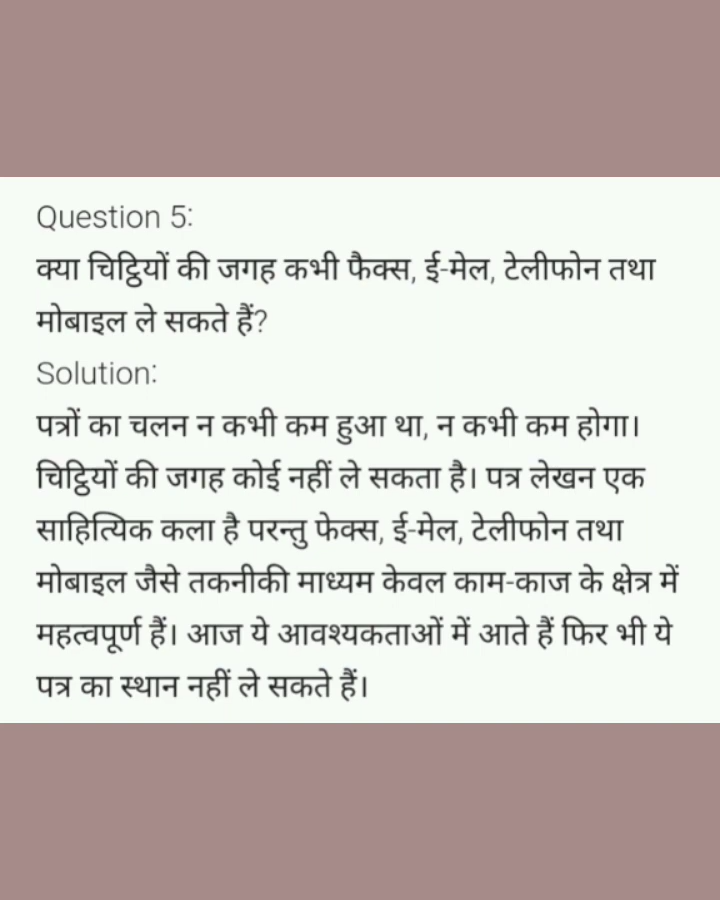 Question 5:
क्या चिट्ठियों की जगह कभी फैक्स, ई-मेल, टेलीफोन तथा
मोबाइल ले सकते हैं?
Solution:
पत्रों का चलन न कभी कम हुआ था, न कभी कम होगा।
चिट्ठियों की जगह कोई नहीं ले सकता है। पत्र लेखन एक
साहित्यिक कला है परन्तु फेक्स, ई-मेल, टेलीफोन तथा
मोबाइल जैसे तकनीकी माध्यम केवल काम-काज के क्षेत्र में
महत्वपूर्ण हैं। आज ये आवश्यकताओं में आते हैं फिर भी ये
पत्र का स्थान नहीं ले सकते हैं।